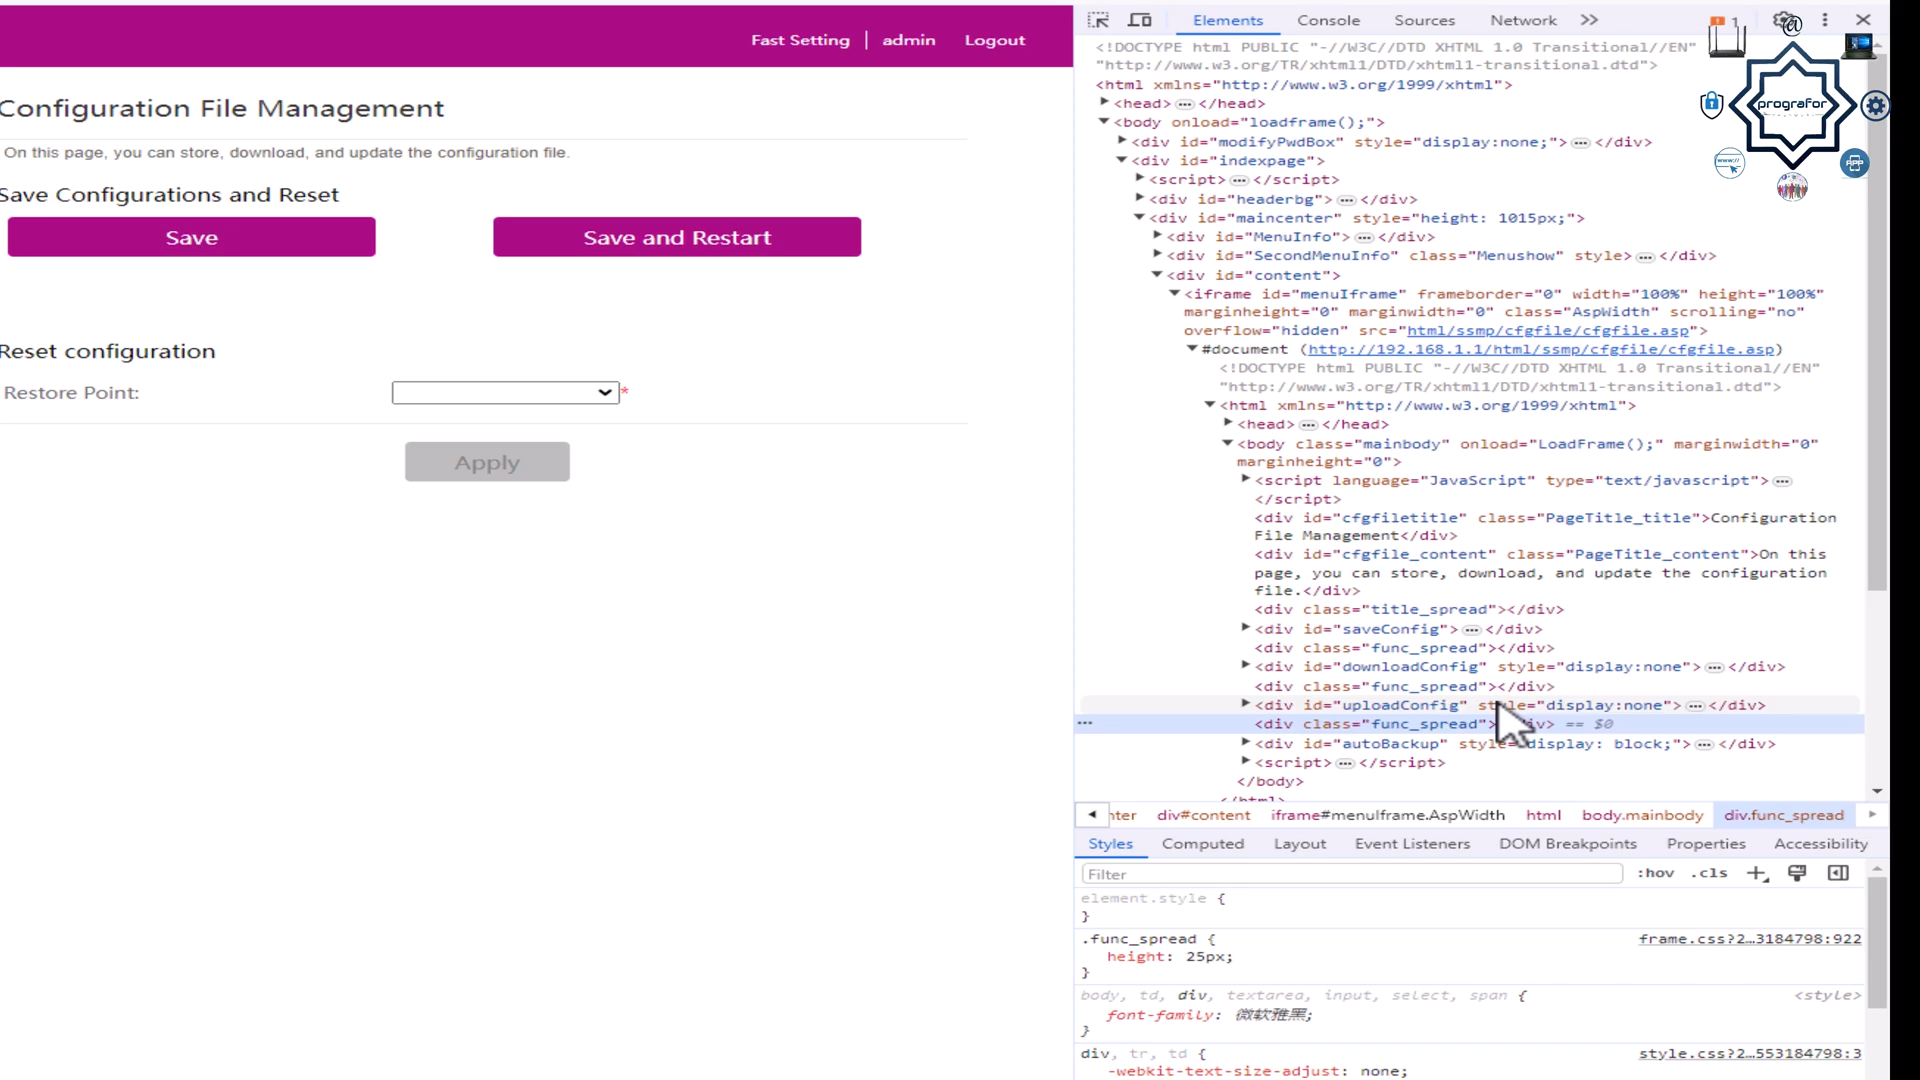 Fast Setting | admin Logout
Configuration File Management
On this page, you can store, download, and update the configuration file.
Save Configurations and Reset
Save
Save and Restart
Reset configuration
Restore Point:
*
Apply
Elements Console Sources Network
1
@
prografor
www://
APP
<!DOCTYPE html PUBLIC "-//W3C//DTD XHTML 1.0 Transitional//EN"
"http://www.w3.org/TR/xhtml1/DTD/xhtml1-transitional.dtd">
<html xmlns="http://www.w3.org/1999/xhtml">
<head> … </head>
<body onload="loadframe();">
<div id="modifyPwdBox" style="display:none;"> … </div>
<div id="indexpage">
<script> … </script>
<div id="headerbg"> … </div>
<div id="maincenter" style="height: 1015px;">
<div id="MenuInfo"> … </div>
<div id="SecondMenuInfo" class="Menushow" style> … </div>
<div id="content">
<iframe id="menuIframe" frameborder="0" width="100%" height="100%"
marginheight="0" marginwidth="0" class="AspWidth" scrolling="no"
overflow="hidden" src="html/ssmp/cfgfile/cfgfile.asp">
#document (http://192.168.1.1/html/ssmp/cfgfile/cfgfile.asp)
<!DOCTYPE html PUBLIC "-//W3C//DTD XHTML 1.0 Transitional//EN"
"http://www.w3.org/TR/xhtml1/DTD/xhtml1-transitional.dtd">
<html xmlns="http://www.w3.org/1999/xhtml">
<head> … </head>
<body class="mainbody" onload="LoadFrame();" marginwidth="0"
marginheight="0">
<script language="JavaScript" type="text/javascript"> …
</script>
<div id="cfgfiletitle" class="PageTitle_title">Configuration
File Management</div>
<div id="cfgfile_content" class="PageTitle_content">On this
page, you can store, download, and update the configuration
file.</div>
<div class="title_spread"></div>
<div id="saveConfig"> … </div>
<div class="func_spread"></div>
<div id="downloadConfig" style="display:none"> … </div>
<div class="func_spread"></div>
<div id="uploadConfig" style="display:none"> … </div>
… <div class="func_spread"></div> == $0
<div id="autoBackup" style="display: block;"> … </div>
<script> … </script>
</body>
</html>
nter div#content iframe#menuIframe.AspWidth html body.mainbody div.func_spread
Styles Computed Layout Event Listeners DOM Breakpoints Properties Accessibility
Filter :hov .cls
element.style {
}
.func_spread { frame.css?2…3184798:922
height: 25px;
}
body, td, div, textarea, input, select, span { <style>
font-family: 微软雅黑;
}
div, tr, td { style.css?2…553184798:3
-webkit-text-size-adjust: none;